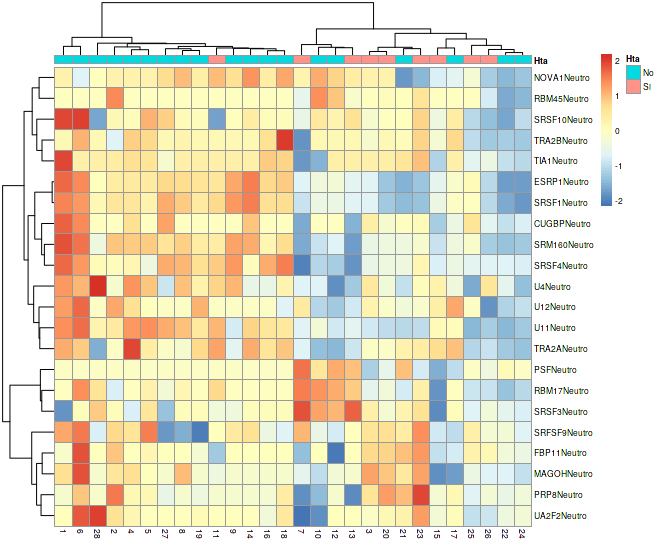 Hta
NOVA1Neutro
RBM45Neutro
SRSF10Neutro
TRA2BNeutro
TIA1Neutro
ESRP1Neutro
SRSF1Neutro
CUGBPNeutro
SRM160Neutro
SRSF4Neutro
U4Neutro
U12Neutro
U11Neutro
TRA2ANeutro
PSFNeutro
RBM17Neutro
SRSF3Neutro
SRFSF9Neutro
FBP11Neutro
MAGOHNeutro
PRP8Neutro
UA2F2Neutro
1 6 28 2 4 5 27 8 19 11 9 14 16 18 7 10 12 13 3 20 21 23 15 17 25 26 22 24
2
1
0
-1
-2
Hta
No
SI